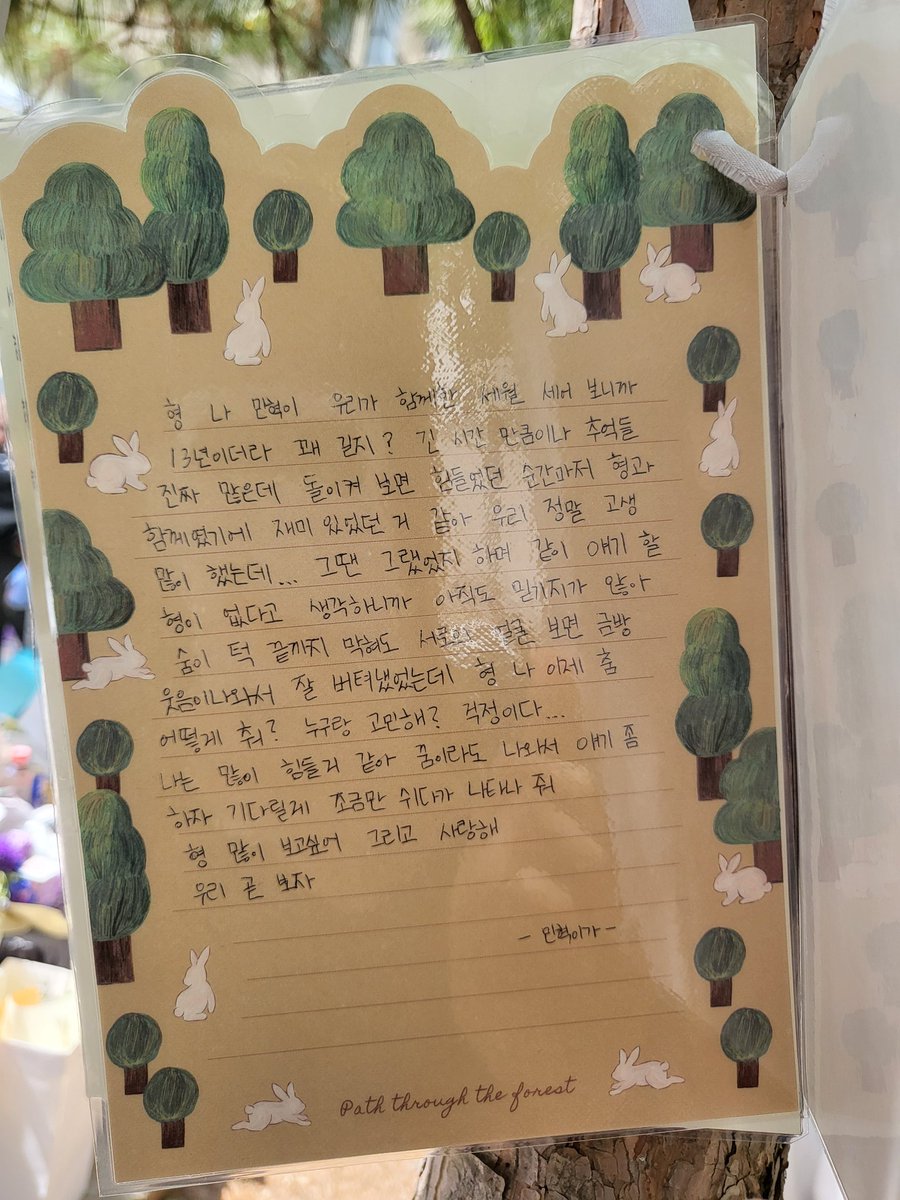 형 나 민혁이 우리가 함께한 세월 세어 보니까
13년이더라 꽤 길지? 긴 시간 만큼이나 추억들
진짜 많은데 돌이켜 보면 힘들었던 순간마저 형과
함께였기에 재미 있었던 거 같아 우리 정말 고생
많이 했는데... 그땐 그랬었지 하며 같이 얘기 할
형이 없다고 생각하니까 아직도 믿기지가 않아
숨이 턱 끝까지 막혀도 서로의 얼굴 보면 금방
웃음이나와서 잘 버텨냈었는데 형 나 이제 춤
어떻게 춰? 누구랑 고민해? 걱정이다...
나는 많이 힘들거 같아 꿈이라도 나와서 얘기 좀
하자 기다릴게 조금만 쉬다가 나타나 줘
형 많이 보고싶어 그리고 사랑해
우리 곧 보자
- 민혁이가 -
Path through the forest